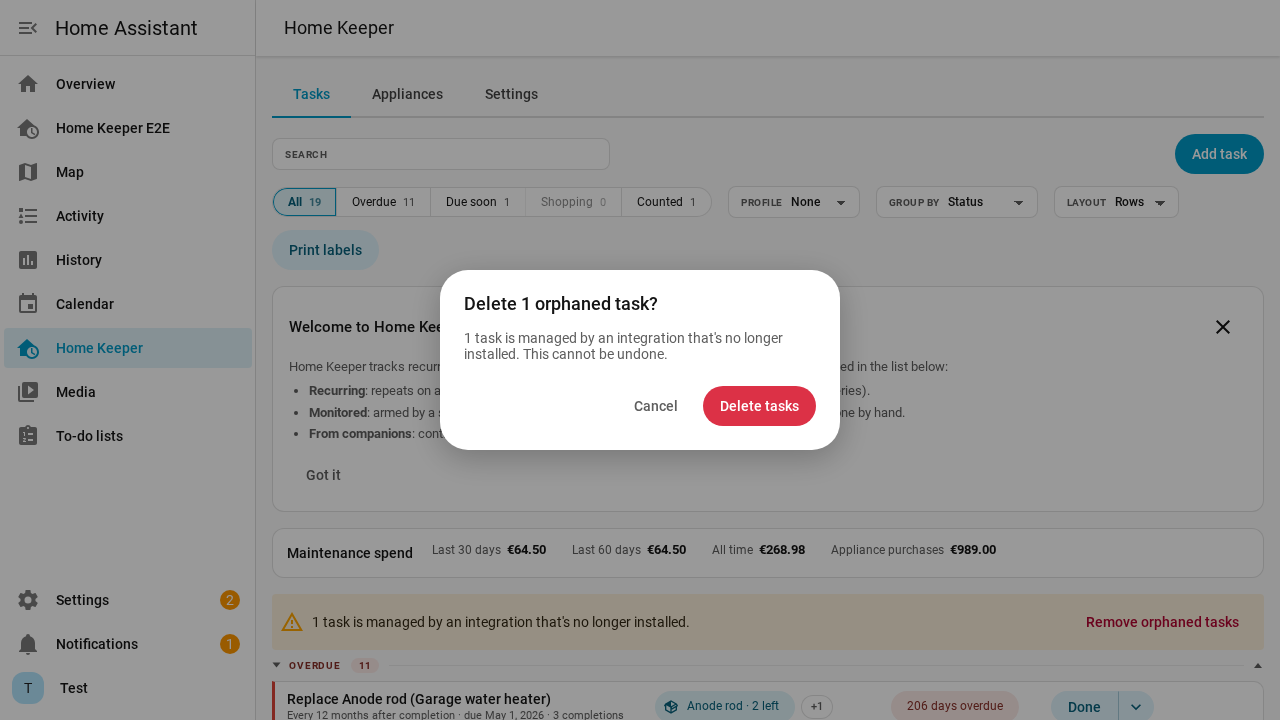 Home Assistant
Home Keeper
Overview
Home Keeper E2E
Map
Activity
History
Calendar
Home Keeper
Media
To-do lists
Settings 2
Notifications 1
T Test
Tasks Appliances Settings
SEARCH
Add task
All 19 Overdue 11 Due soon 1 Shopping 0 Counted 1 PROFILE None GROUP BY Status LAYOUT Rows
Print labels
Welcome to Home Kee
Home Keeper tracks recurr ed in the list below:
• Recurring: repeats on a ries).
• Monitored: armed by a s one by hand.
• From companions: cont
Got it
Delete 1 orphaned task?
1 task is managed by an integration that's no longer
installed. This cannot be undone.
Cancel Delete tasks
Maintenance spend Last 30 days €64.50 Last 60 days €64.50 All time €268.98 Appliance purchases €989.00
1 task is managed by an integration that's no longer installed. Remove orphaned tasks
OVERDUE 11
Replace Anode rod (Garage water heater)
Every 12 months after completion · due May 1, 2026 · 3 completions
Anode rod · 2 left +1 206 days overdue Done